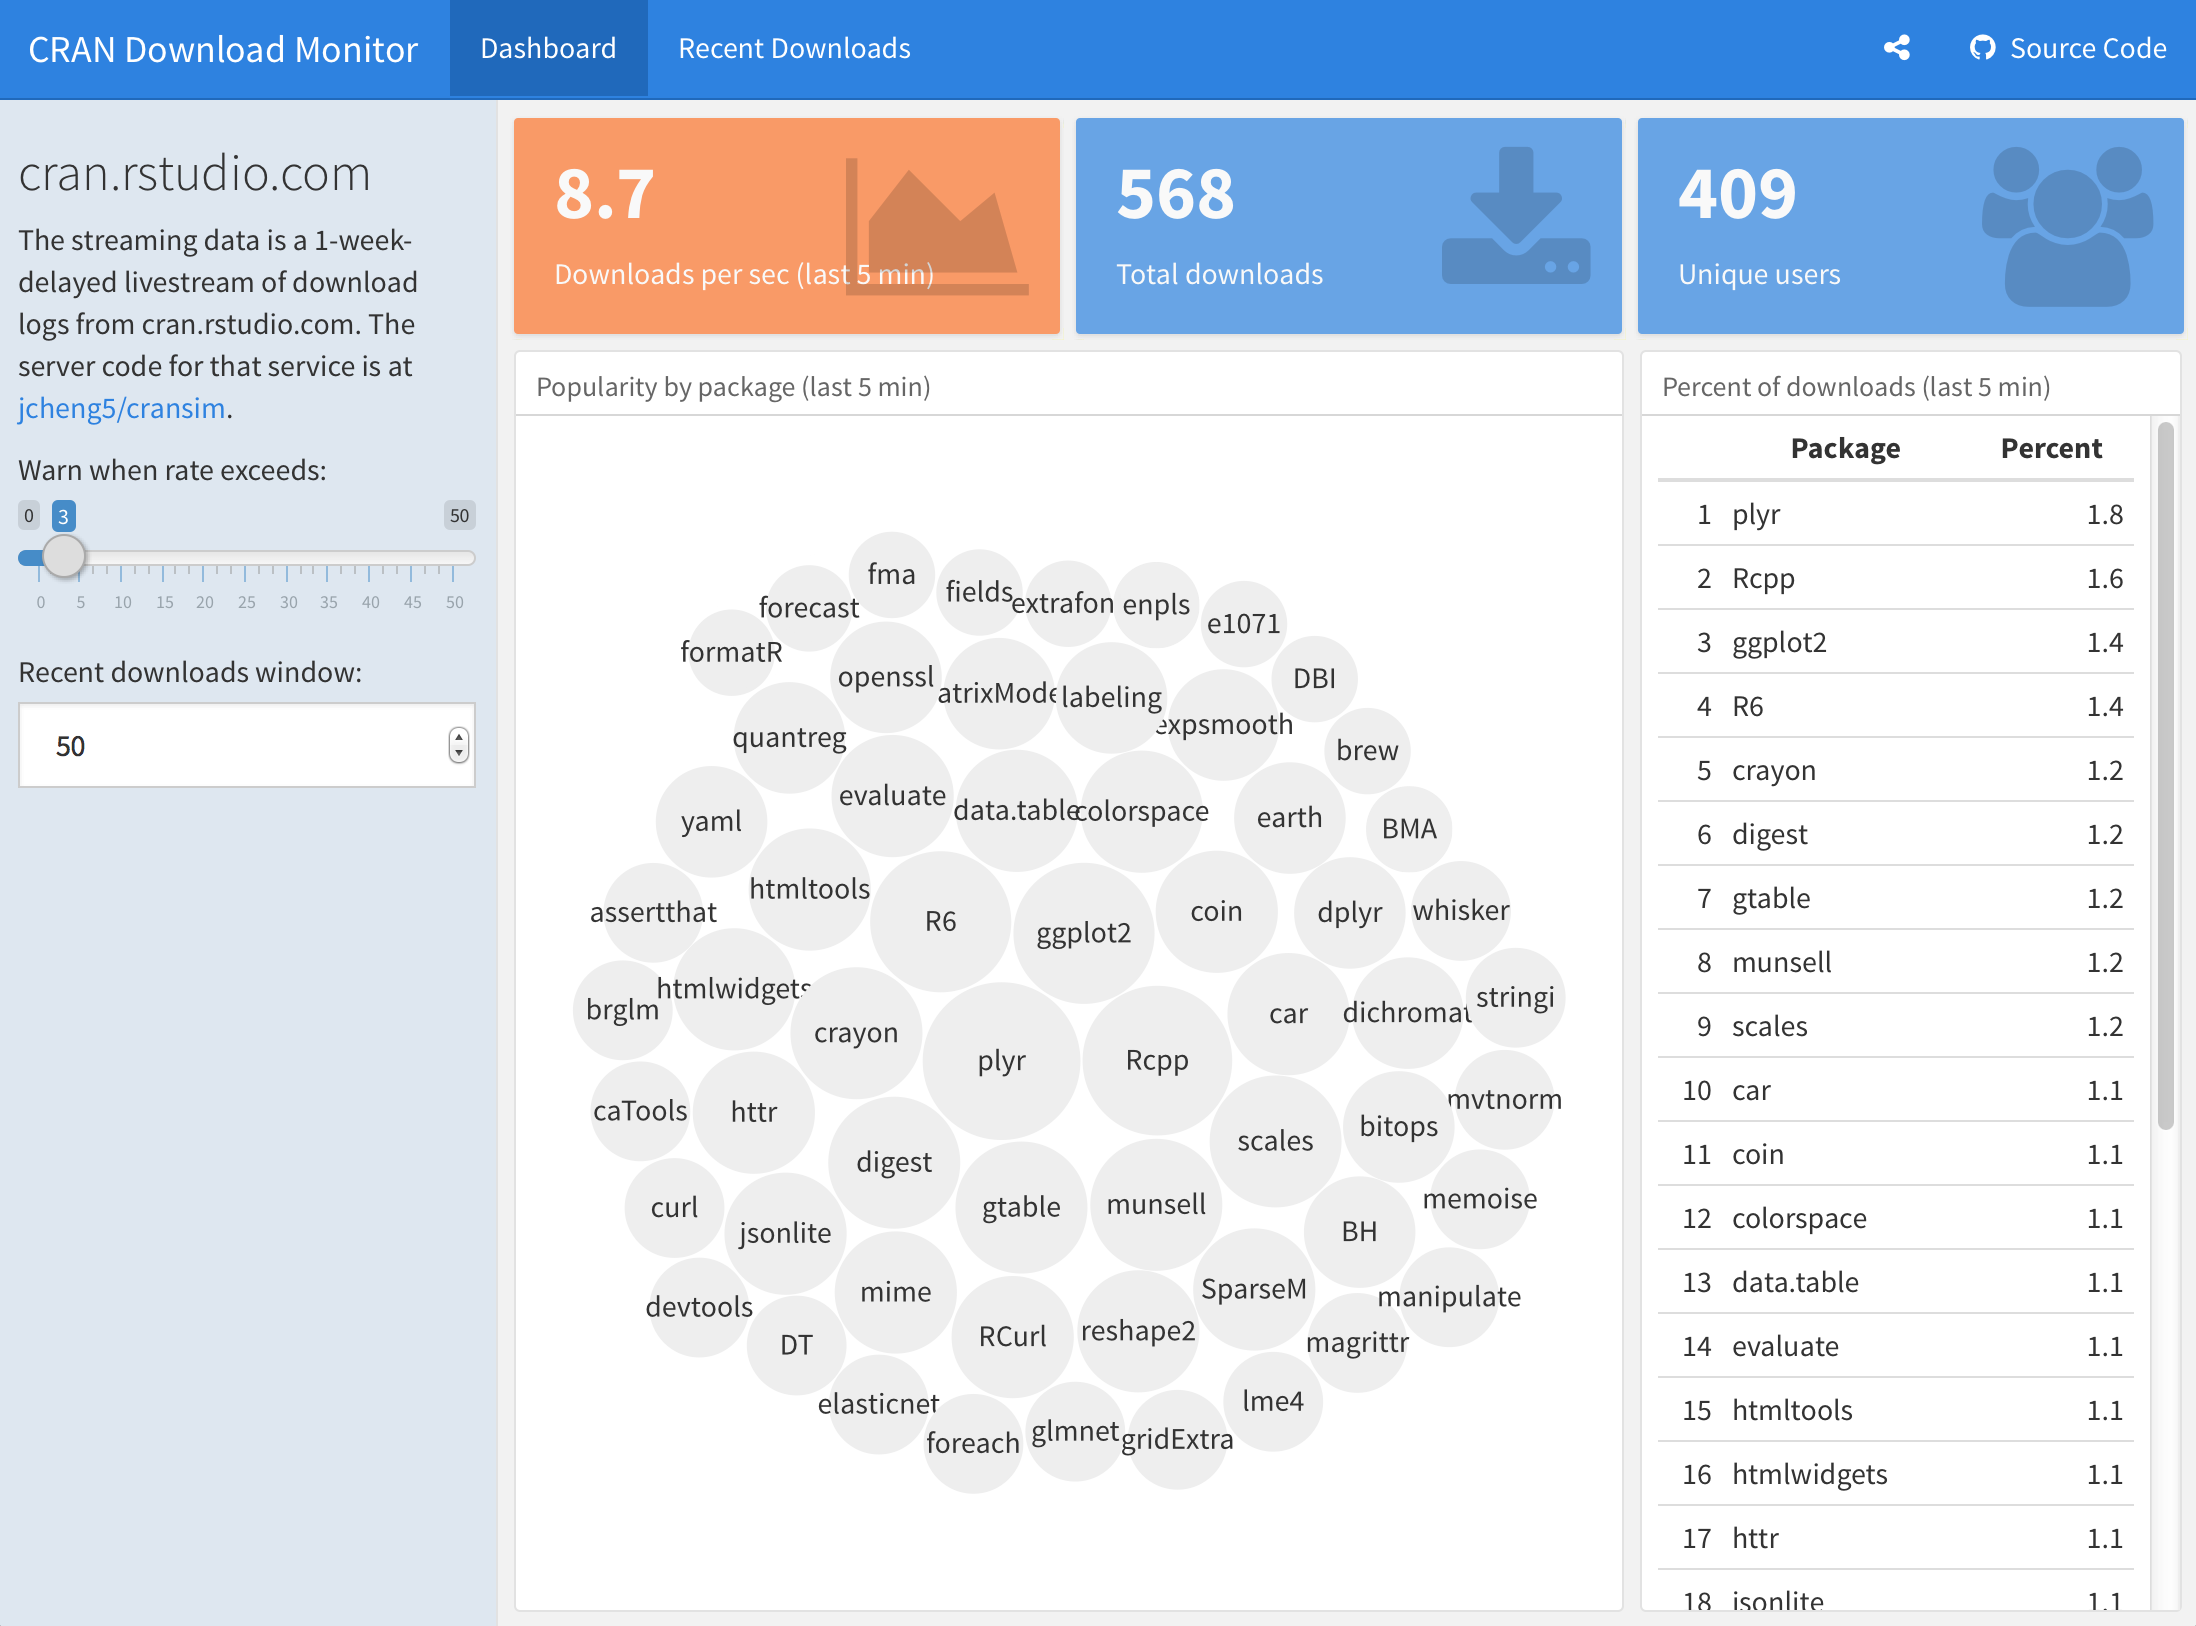 CRAN Download Monitor
Dashboard
Recent Downloads
Source Code
cran.rstudio.com
The streaming data is a 1-week-
delayed livestream of download
logs from cran.rstudio.com. The
server code for that service is at
jcheng5/cransim.
Warn when rate exceeds:
0 3 50
0 5 10 15 20 25 30 35 40 45 50
Recent downloads window:
50
8.7
Downloads per sec (last 5 min)
568
Total downloads
409
Unique users
Popularity by package (last 5 min)
fma
fields
extrafon
enpls
forecast
e1071
formatR
openssl
atrixMode
labeling
DBI
expsmooth
quantreg
brew
evaluate
data.table
colorspace
earth
yaml
BMA
htmltools
R6
ggplot2
coin
dplyr
whisker
assertthat
htmlwidgets
brglm
crayon
car
dichromat
stringi
plyr
Rcpp
caTools
httr
mvtnorm
bitops
scales
digest
curl
jsonlite
gtable
munsell
memoise
BH
mime
SparseM
manipulate
devtools
DT
RCurl
reshape2
magrittr
elasticnet
lme4
foreach
glmnet
gridExtra
Percent of downloads (last 5 min)
Package Percent
1 plyr 1.8
2 Rcpp 1.6
3 ggplot2 1.4
4 R6 1.4
5 crayon 1.2
6 digest 1.2
7 gtable 1.2
8 munsell 1.2
9 scales 1.2
10 car 1.1
11 coin 1.1
12 colorspace 1.1
13 data.table 1.1
14 evaluate 1.1
15 htmltools 1.1
16 htmlwidgets 1.1
17 httr 1.1
18 jsonlite 1.1